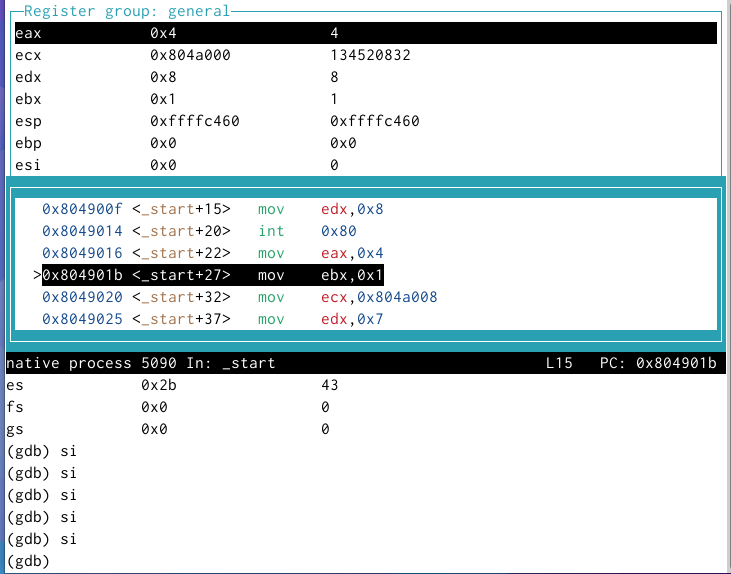 Register group: general
eax 0x4 4
ecx 0x804a000 134520832
edx 0x8 8
ebx 0x1 1
esp 0xffffc460 0xffffc460
ebp 0x0 0x0
esi 0x0 0
0x804900f <_start+15> mov edx,0x8
0x8049014 <_start+20> int 0x80
0x8049016 <_start+22> mov eax,0x4
>0x804901b <_start+27> mov ebx,0x1
0x8049020 <_start+32> mov ecx,0x804a008
0x8049025 <_start+37> mov edx,0x7
native process 5090 In: _start L15 PC: 0x804901b
es 0x2b 43
fs 0x0 0
gs 0x0 0
(gdb) si
(gdb) si
(gdb) si
(gdb) si
(gdb) si
(gdb)